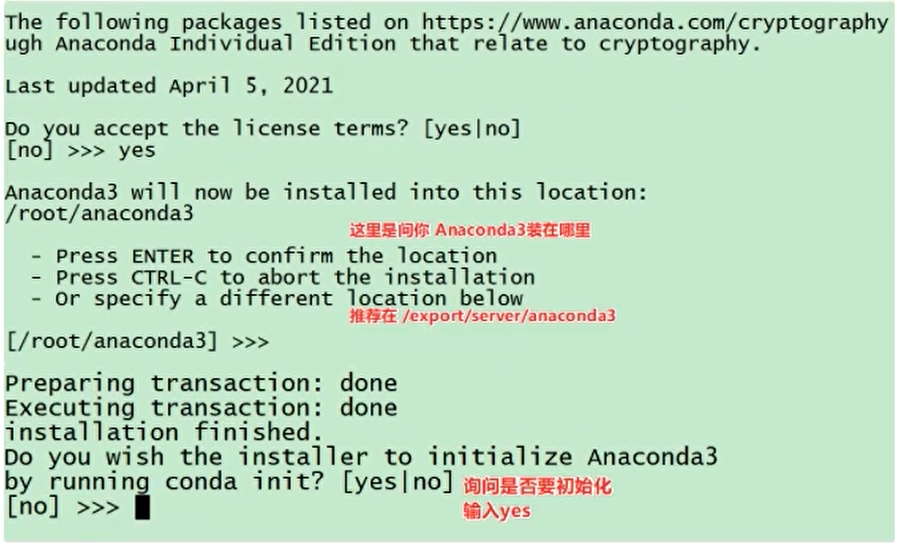 The following packages listed on https://www.anaconda.com/cryptography
ugh Anaconda Individual Edition that relate to cryptography.
Last updated April 5, 2021
Do you accept the license terms? [yes|no]
[no] >>> yes
Anaconda3 will now be installed into this location:
/root/anaconda3
这里是问你 Anaconda3装在哪里
- Press ENTER to confirm the location
- Press CTRL-C to abort the installation
- Or specify a different location below
推荐在 /export/server/anaconda3
[/root/anaconda3] >>>
Preparing transaction: done
Executing transaction: done
installation finished.
Do you wish the installer to initialize Anaconda3
by running conda init? [yes|no] 询问是否要初始化
[no] >>> 输入yes